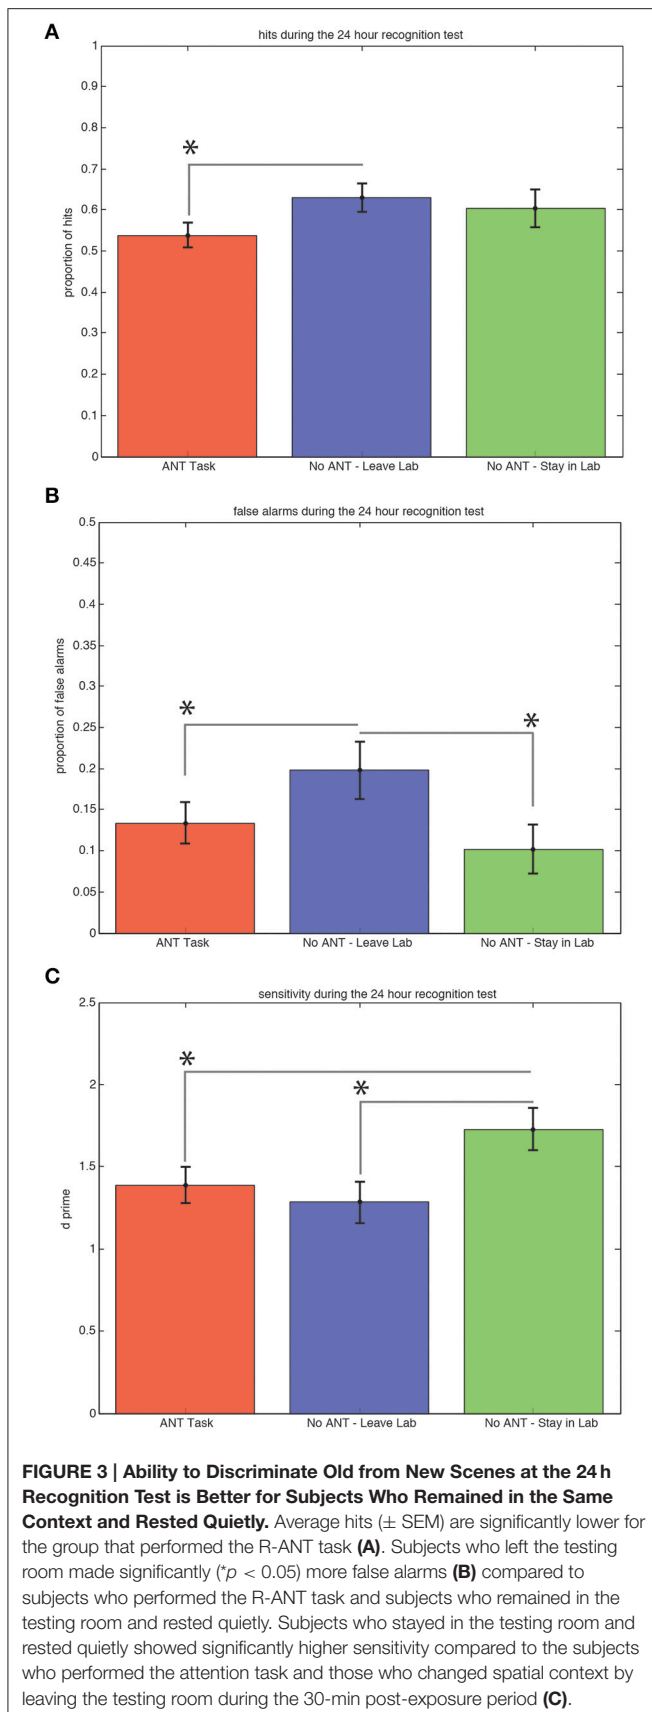 A
hits during the 24 hour recognition test
1
0.9
0.8
0.7
0.6
0.5
0.4
0.3
0.2
0.1
0
proportion of hits
*
ANT Task
No ANT - Leave Lab
No ANT - Stay in Lab
B
false alarms during the 24 hour recognition test
0.5
0.45
0.4
0.35
0.3
0.25
0.2
0.15
0.1
0.05
0
proportion of false alarms
*
*
ANT Task
No ANT - Leave Lab
No ANT - Stay in Lab
C
sensitivity during the 24 hour recognition test
2.5
2
1.5
1
0.5
0
d prime
*
*
ANT Task
No ANT - Leave Lab
No ANT - Stay in Lab
FIGURE 3 | Ability to Discriminate Old from New Scenes at the 24 h
Recognition Test is Better for Subjects Who Remained in the Same
Context and Rested Quietly. Average hits (± SEM) are significantly lower for
the group that performed the R-ANT task (A). Subjects who left the testing
room made significantly (*p < 0.05) more false alarms (B) compared to
subjects who performed the R-ANT task and subjects who remained in the
testing room and rested quietly. Subjects who stayed in the testing room and
rested quietly showed significantly higher sensitivity compared to the subjects
who performed the attention task and those who changed spatial context by
leaving the testing room during the 30-min post-exposure period (C).